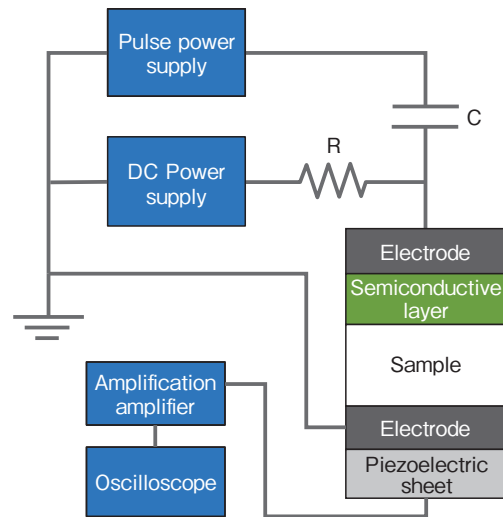 Pulse power
supply
C
R
DC Power
supply
Electrode
Semiconductive
layer
Sample
Amplification
amplifier
Electrode
Oscilloscope
Piezoelectric
sheet